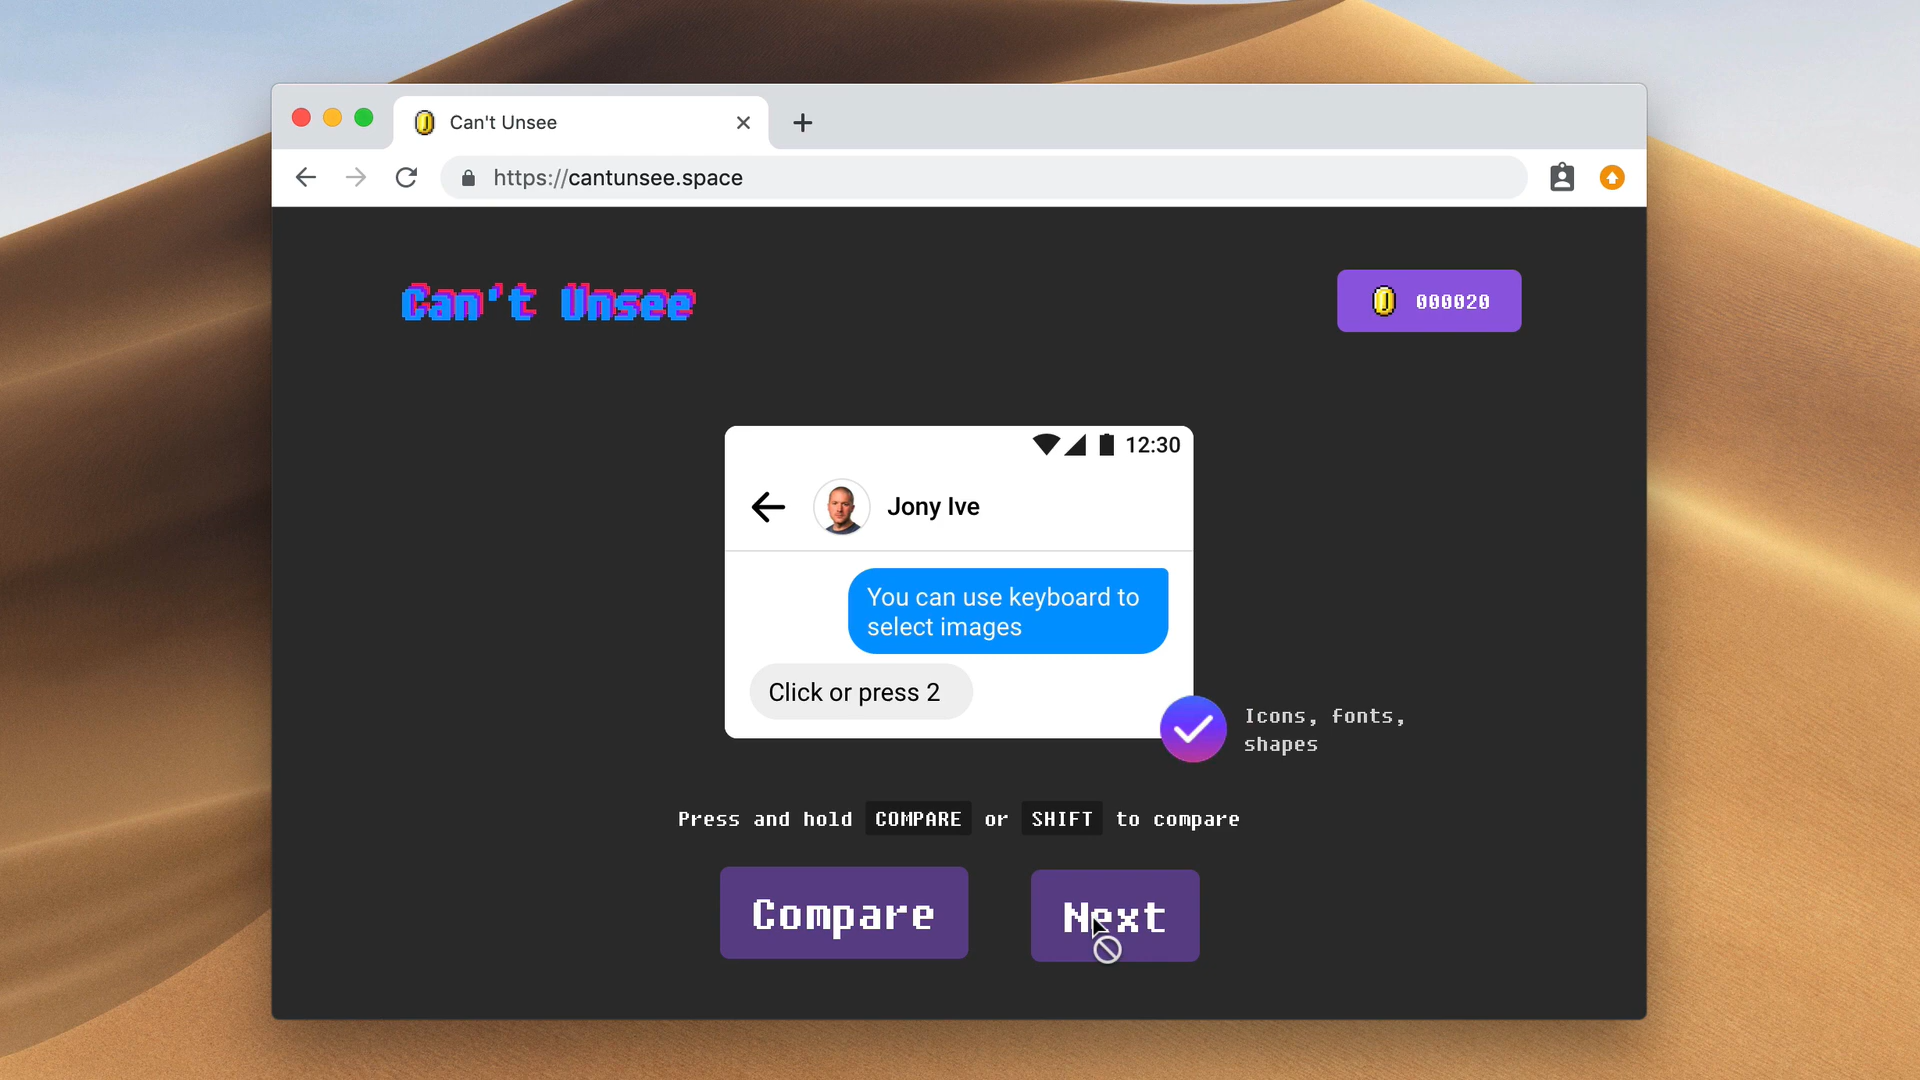 Can't Unsee
https://cantunsee.space
Can't Unsee
000020
12:30
Jony Ive
You can use keyboard to
select images
Click or press 2
Icons, fonts,
shapes
Press and hold COMPARE or SHIFT to compare
Compare
Next